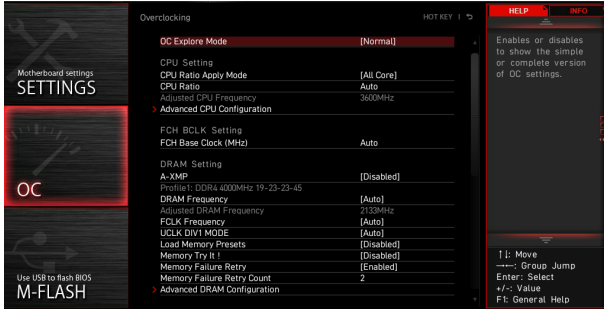 Overclocking
HOT KEY |
HELP
INFO
Motherboard settings
SETTINGS
OC
Use USB to flash BIOS
M-FLASH
OC Explore Mode [Normal]
CPU Setting
CPU Ratio Apply Mode [All Core]
CPU Ratio Auto
Adjusted CPU Frequency 3600MHz
> Advanced CPU Configuration
FCH BCLK Setting
FCH Base Clock (MHz) Auto
DRAM Setting
A-XMP [Disabled]
Profile1: DDR4 4000MHz 19-23-23-45
DRAM Frequency [Auto]
Adjusted DRAM Frequency 2133MHz
FCLK Frequency [Auto]
UCLK DIV1 MODE [Auto]
Load Memory Presets [Disabled]
Memory Try It ! [Disabled]
Memory Failure Retry [Enabled]
Memory Failure Retry Count 2
> Advanced DRAM Configuration
Enables or disables
to show the simple
or complete version
of OC settings.
↑↓: Move
→←: Group Jump
Enter: Select
+/-: Value
F1: General Help